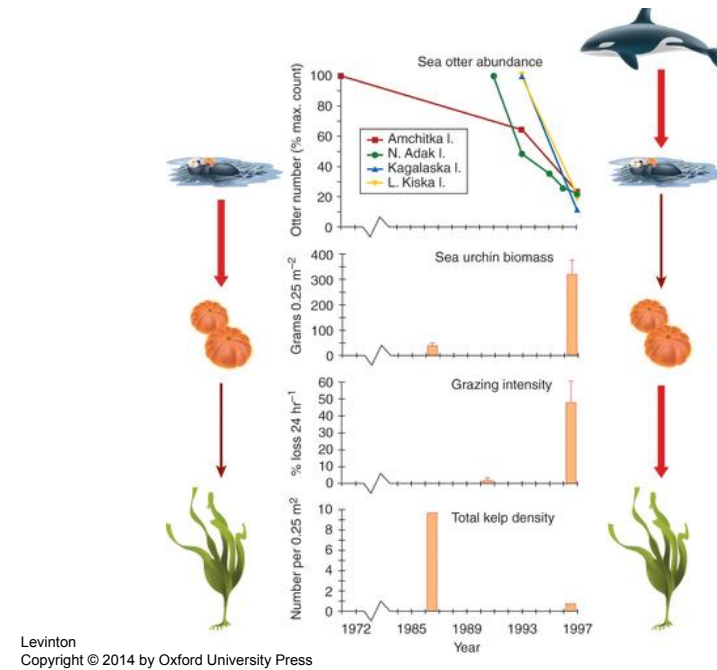 Sea otter abundance
Otter number (% max. count)
100
80
60
40
20
0
Amchitka I.
N. Adak I.
Kagalaska I.
L. Kiska I.
Sea urchin biomass
Grams 0.25 m⁻²
400
300
200
100
0
Grazing intensity
% loss 24 hr⁻¹
60
50
40
30
20
10
0
Total kelp density
Number per 0.25 m²
10
8
6
4
2
0
1972 1985 1989 1993 1997
Year
Levinton
Copyright © 2014 by Oxford University Press